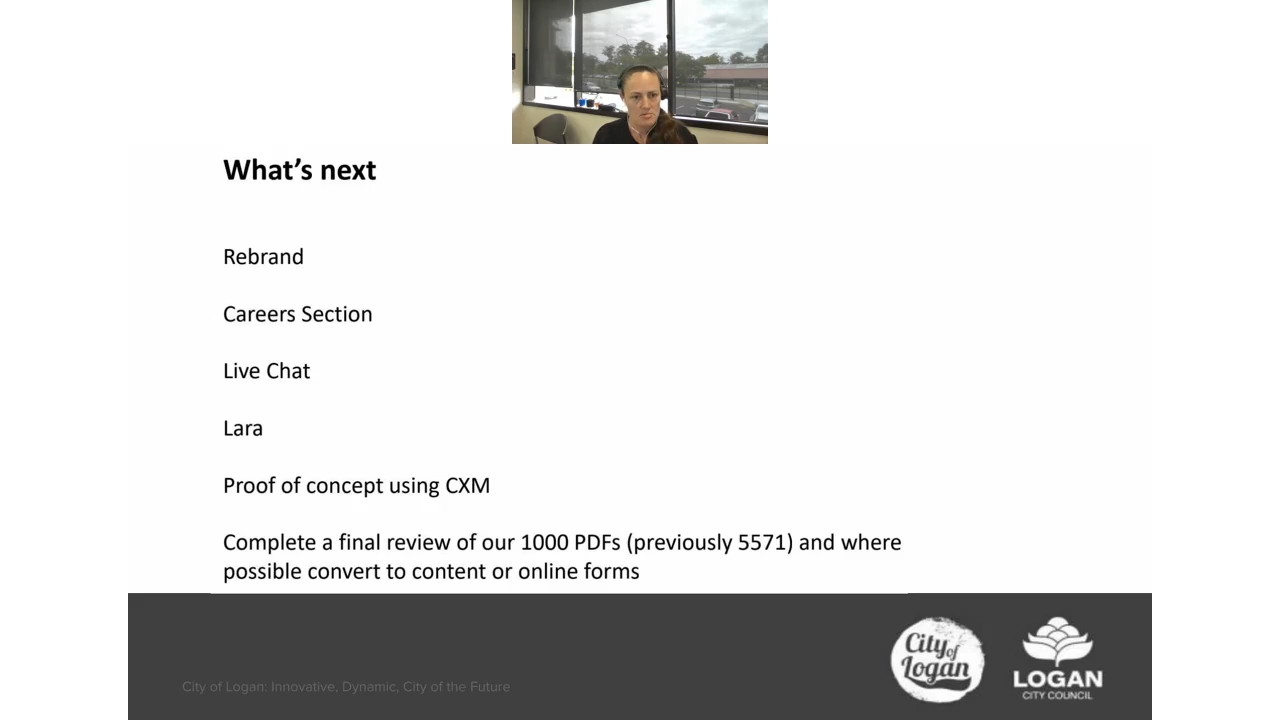 What’s next
Rebrand
Careers Section
Live Chat
Lara
Proof of concept using CXM
Complete a final review of our 1000 PDFs (previously 5571) and where
possible convert to content or online forms
City of Logan: Innovative, Dynamic, City of the Future
City of
Logan
LOGAN
CITY COUNCIL